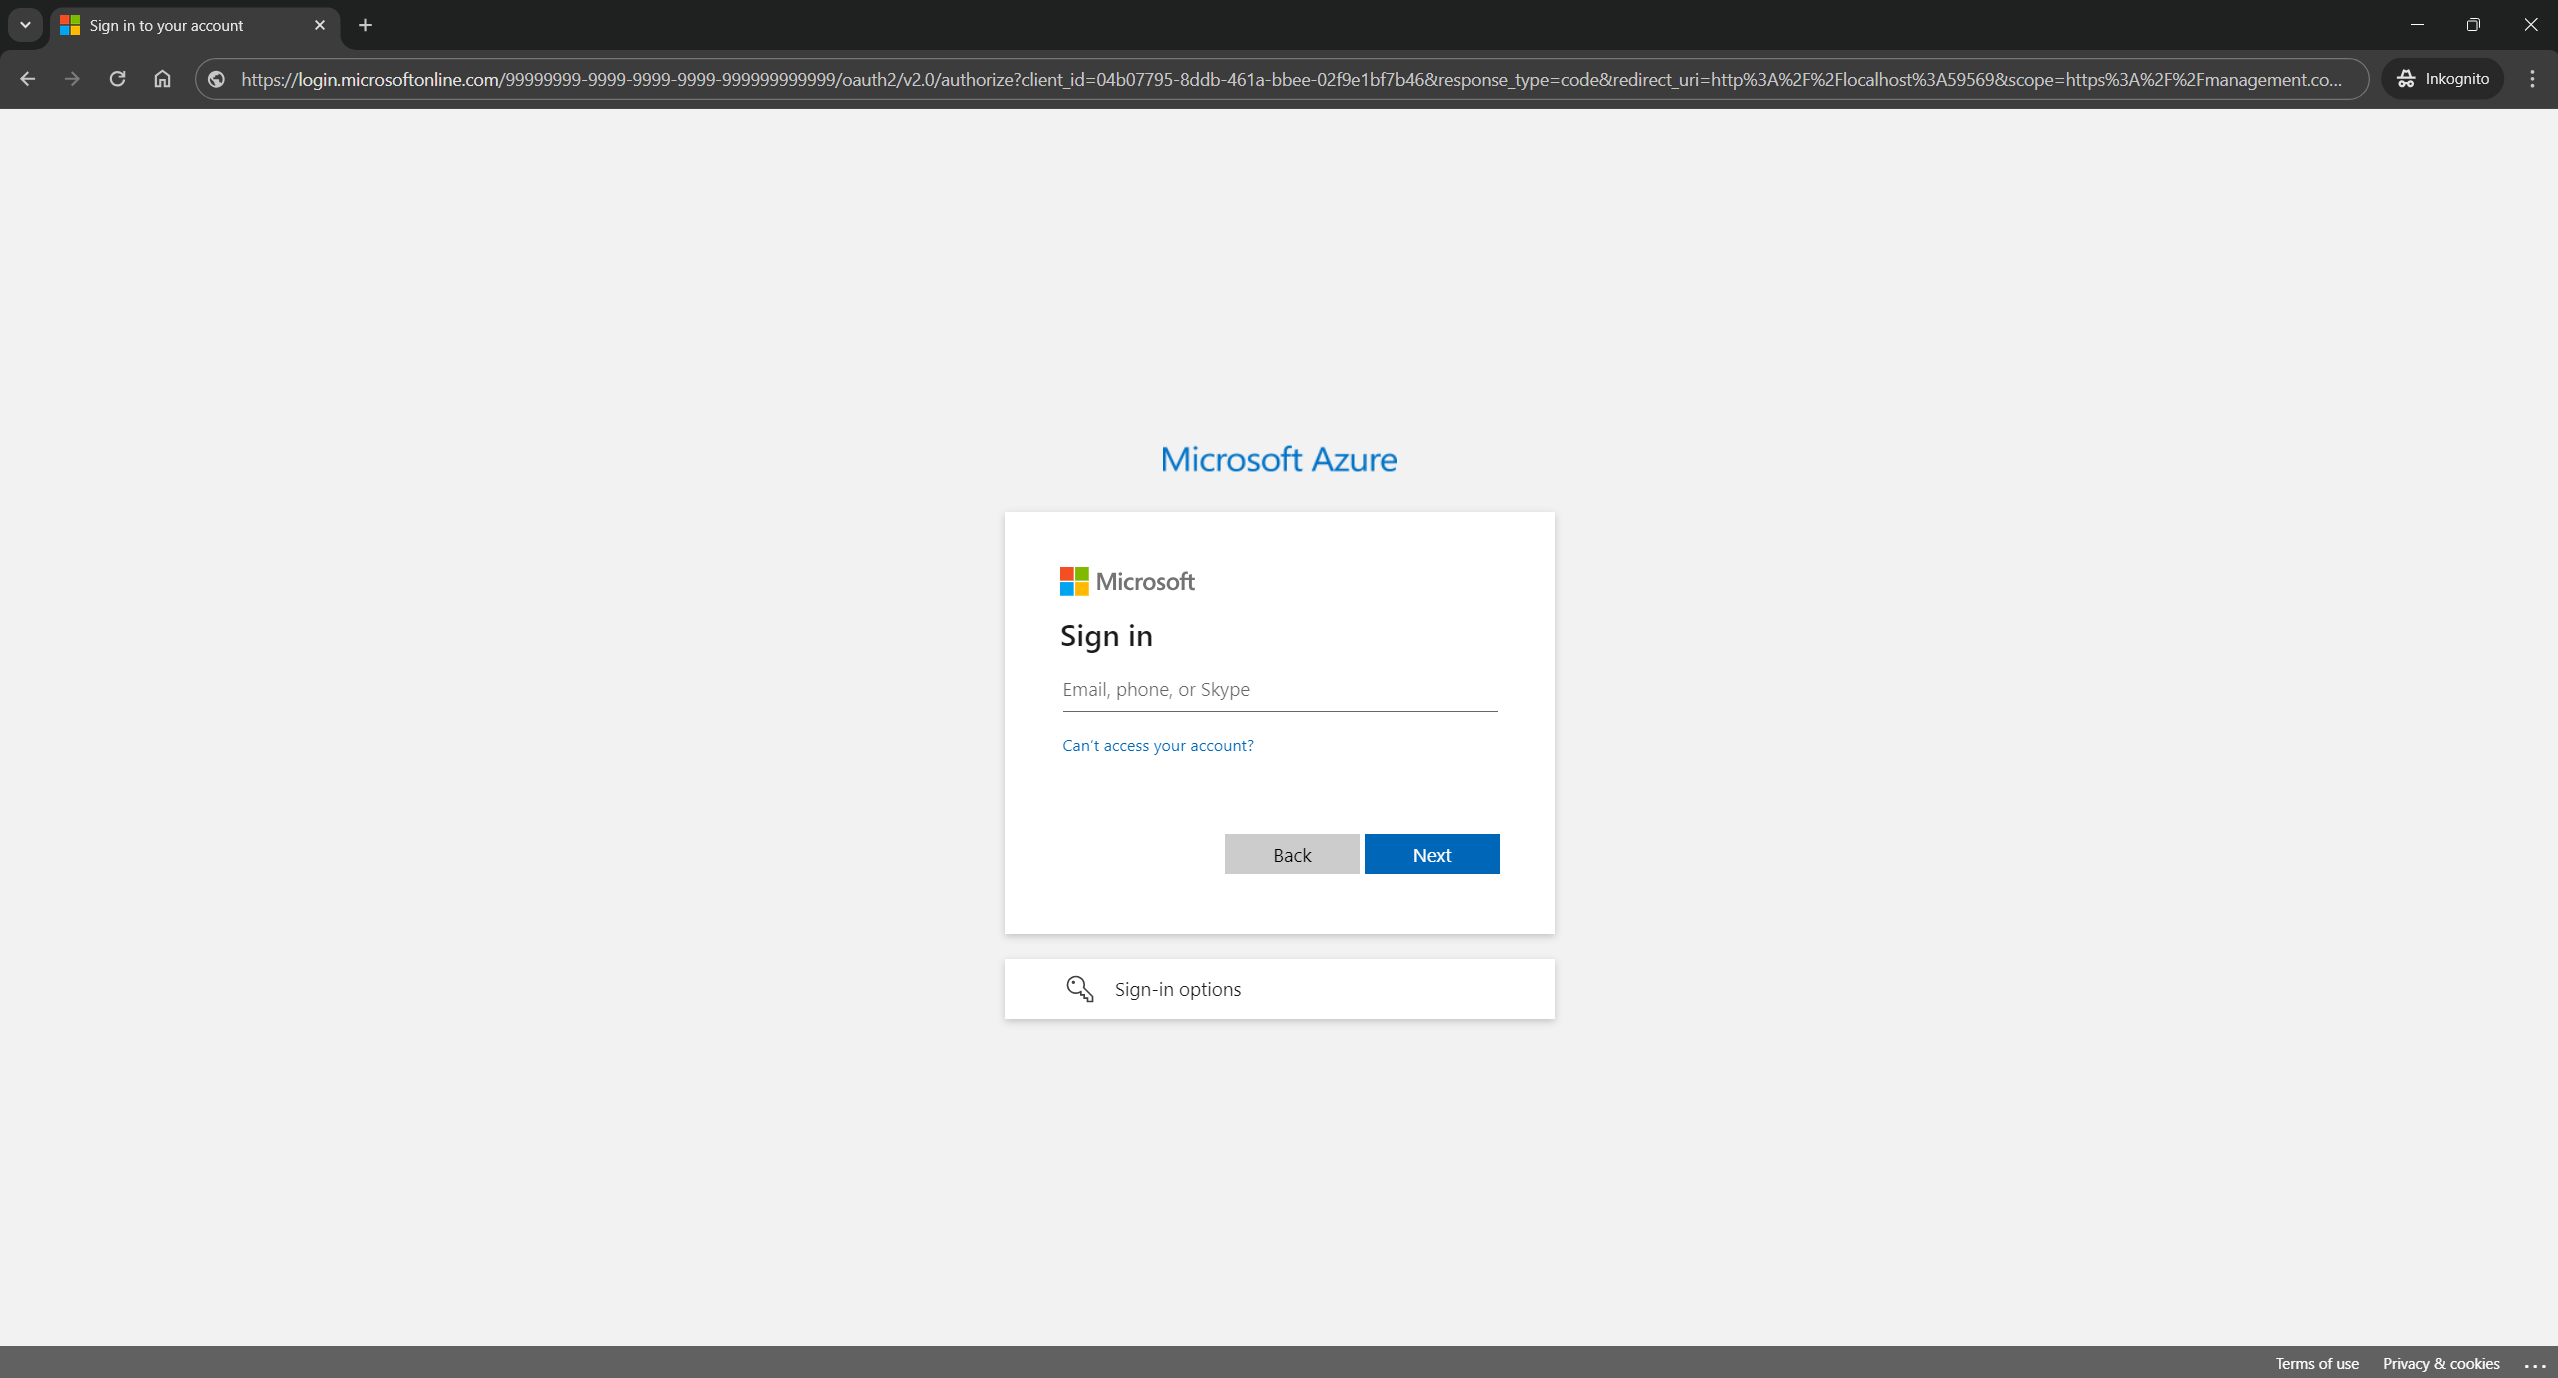 Sign in to your account
https://login.microsoftonline.com/99999999-9999-9999-9999-999999999999/oauth2/v2.0/authorize?client_id=04b07795-8ddb-461a-bbee-02f9e1bf7b46&response_type=code&redirect_uri=http%3A%2F%2Flocalhost%3A59569&scope=https%3A%2F%2Fmanagement.co...
Inkognito
Microsoft Azure
Microsoft
Sign in
Email, phone, or Skype
Can't access your account?
Back
Next
Sign-in options
Terms of use
Privacy & cookies
...